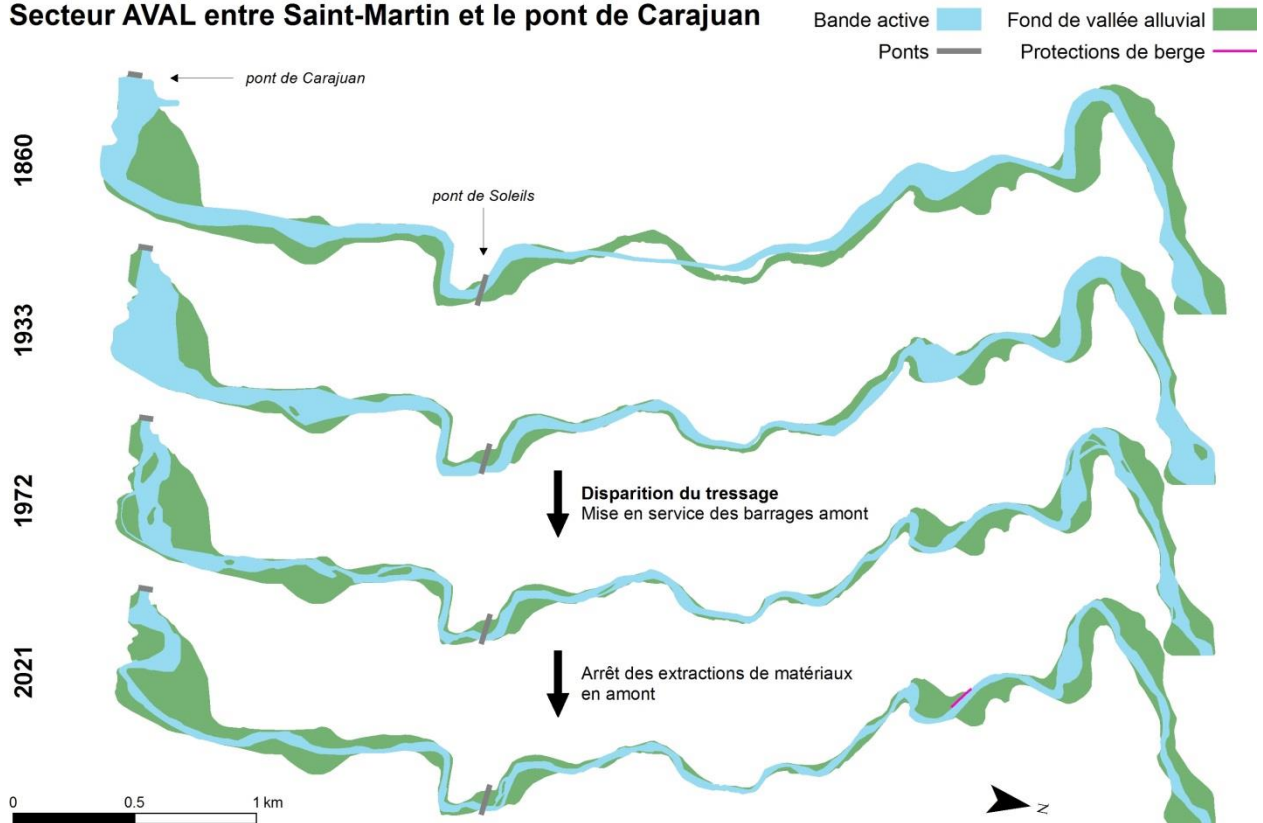 Secteur AVAL entre Saint-Martin et le pont de Carajuan
Bande active
Fond de vallée alluvial
Ponts
Protections de berge
pont de Carajuan
1860
pont de Soleils
1933
1972
Disparition du tressage
Mise en service des barrages amont
2021
Arrêt des extractions de matériaux
en amont
0 0.5 1 km
N